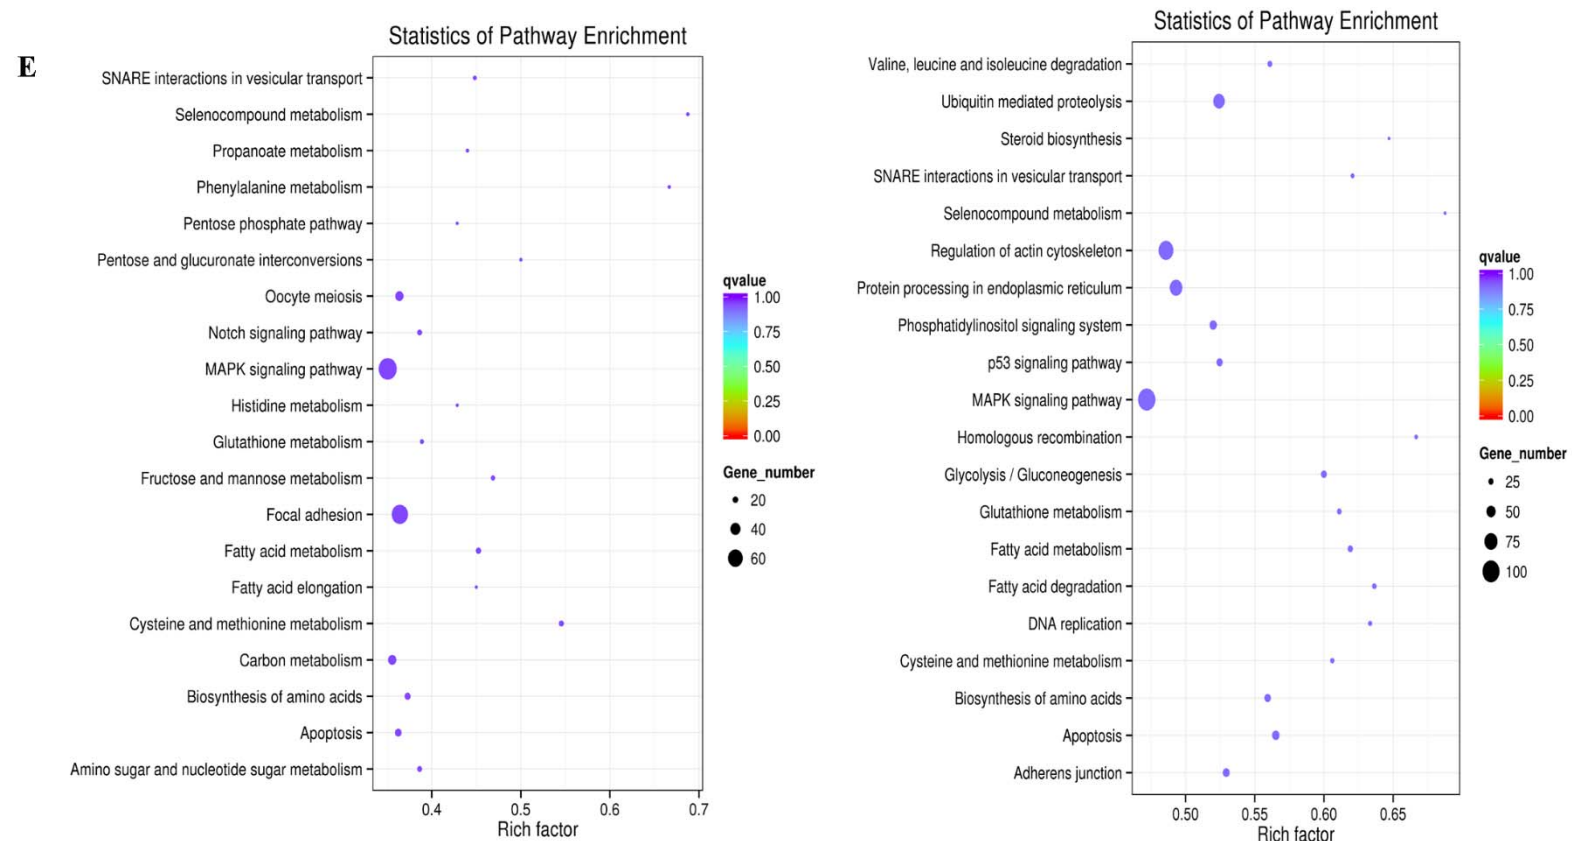 E
Statistics of Pathway Enrichment
SNARE interactions in vesicular transport
Selenocompound metabolism
Propanoate metabolism
Phenylalanine metabolism
Pentose phosphate pathway
Pentose and glucuronate interconversions
Oocyte meiosis
Notch signaling pathway
MAPK signaling pathway
Histidine metabolism
Glutathione metabolism
Fructose and mannose metabolism
Focal adhesion
Fatty acid metabolism
Fatty acid elongation
Cysteine and methionine metabolism
Carbon metabolism
Biosynthesis of amino acids
Apoptosis
Amino sugar and nucleotide sugar metabolism
0.4 0.5 0.6 0.7
Rich factor
qvalue
1.00
0.75
0.50
0.25
0.00
Gene_number
20
40
60
Statistics of Pathway Enrichment
Valine, leucine and isoleucine degradation
Ubiquitin mediated proteolysis
Steroid biosynthesis
SNARE interactions in vesicular transport
Selenocompound metabolism
Regulation of actin cytoskeleton
Protein processing in endoplasmic reticulum
Phosphatidylinositol signaling system
p53 signaling pathway
MAPK signaling pathway
Homologous recombination
Glycolysis / Gluconeogenesis
Glutathione metabolism
Fatty acid metabolism
Fatty acid degradation
DNA replication
Cysteine and methionine metabolism
Biosynthesis of amino acids
Apoptosis
Adherens junction
0.50 0.55 0.60 0.65
Rich factor
qvalue
1.00
0.75
0.50
0.25
0.00
Gene_number
25
50
75
100